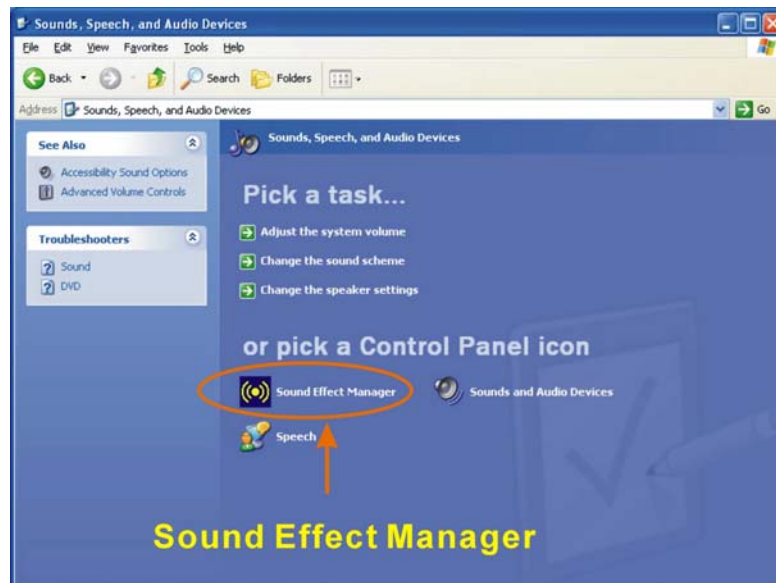 Sounds, Speech, and Audio Devices
File Edit View Favorites Tools Help
Back Search Folders
Address Sounds, Speech, and Audio Devices Go
See Also
Accessibility Sound Options
Advanced Volume Controls
Troubleshooters
Sound
DVD
Sounds, Speech, and Audio Devices
Pick a task...
Adjust the system volume
Change the sound scheme
Change the speaker settings
or pick a Control Panel icon
Sound Effect Manager Sounds and Audio Devices
Speech
Sound Effect Manager